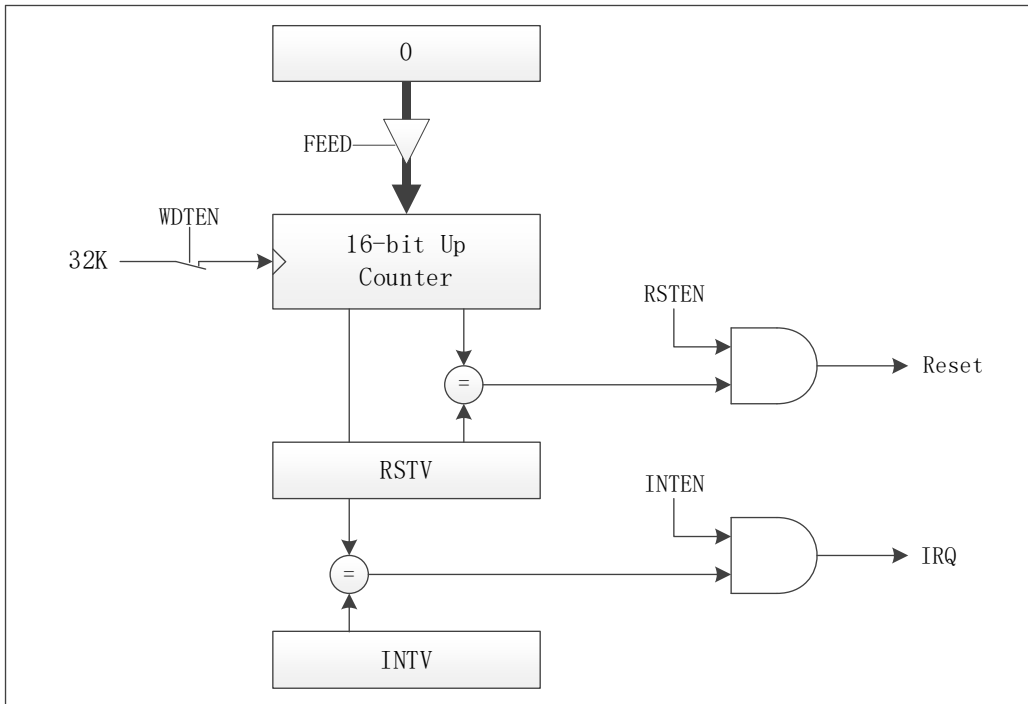 0
FEED
WDTEN
32K
16-bit Up
Counter
RSTEN
=
Reset
RSTV
INTEN
=
IRQ
INTV